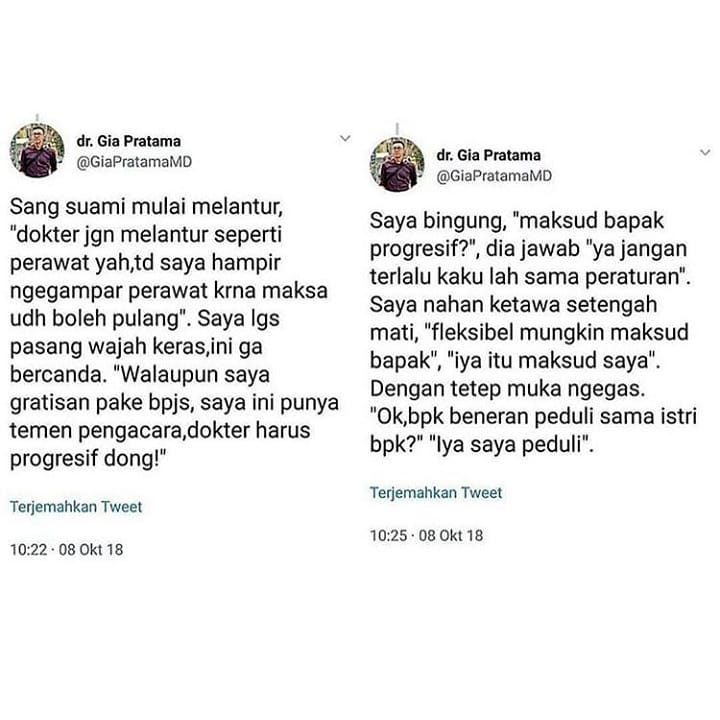 dr. Gia Pratama
@GiaPratamaMD
Sang suami mulai melantur,
"dokter jgn melantur seperti
perawat yah,td saya hampir
ngegampar perawat krna maksa
udh boleh pulang". Saya lgs
pasang wajah keras,ini ga
bercanda. "Walaupun saya
gratisan pake bpjs, saya ini punya
temen pengacara,dokter harus
progresif dong!"
Terjemahkan Tweet
10:22 · 08 Okt 18
dr. Gia Pratama
@GiaPratamaMD
Saya bingung, "maksud bapak
progresif?", dia jawab "ya jangan
terlalu kaku lah sama peraturan".
Saya nahan ketawa setengah
mati, "fleksibel mungkin maksud
bapak", "iya itu maksud saya".
Dengan tetep muka ngegas.
"Ok,bpk beneran peduli sama istri
bpk?" "Iya saya peduli".
Terjemahkan Tweet
10:25 · 08 Okt 18